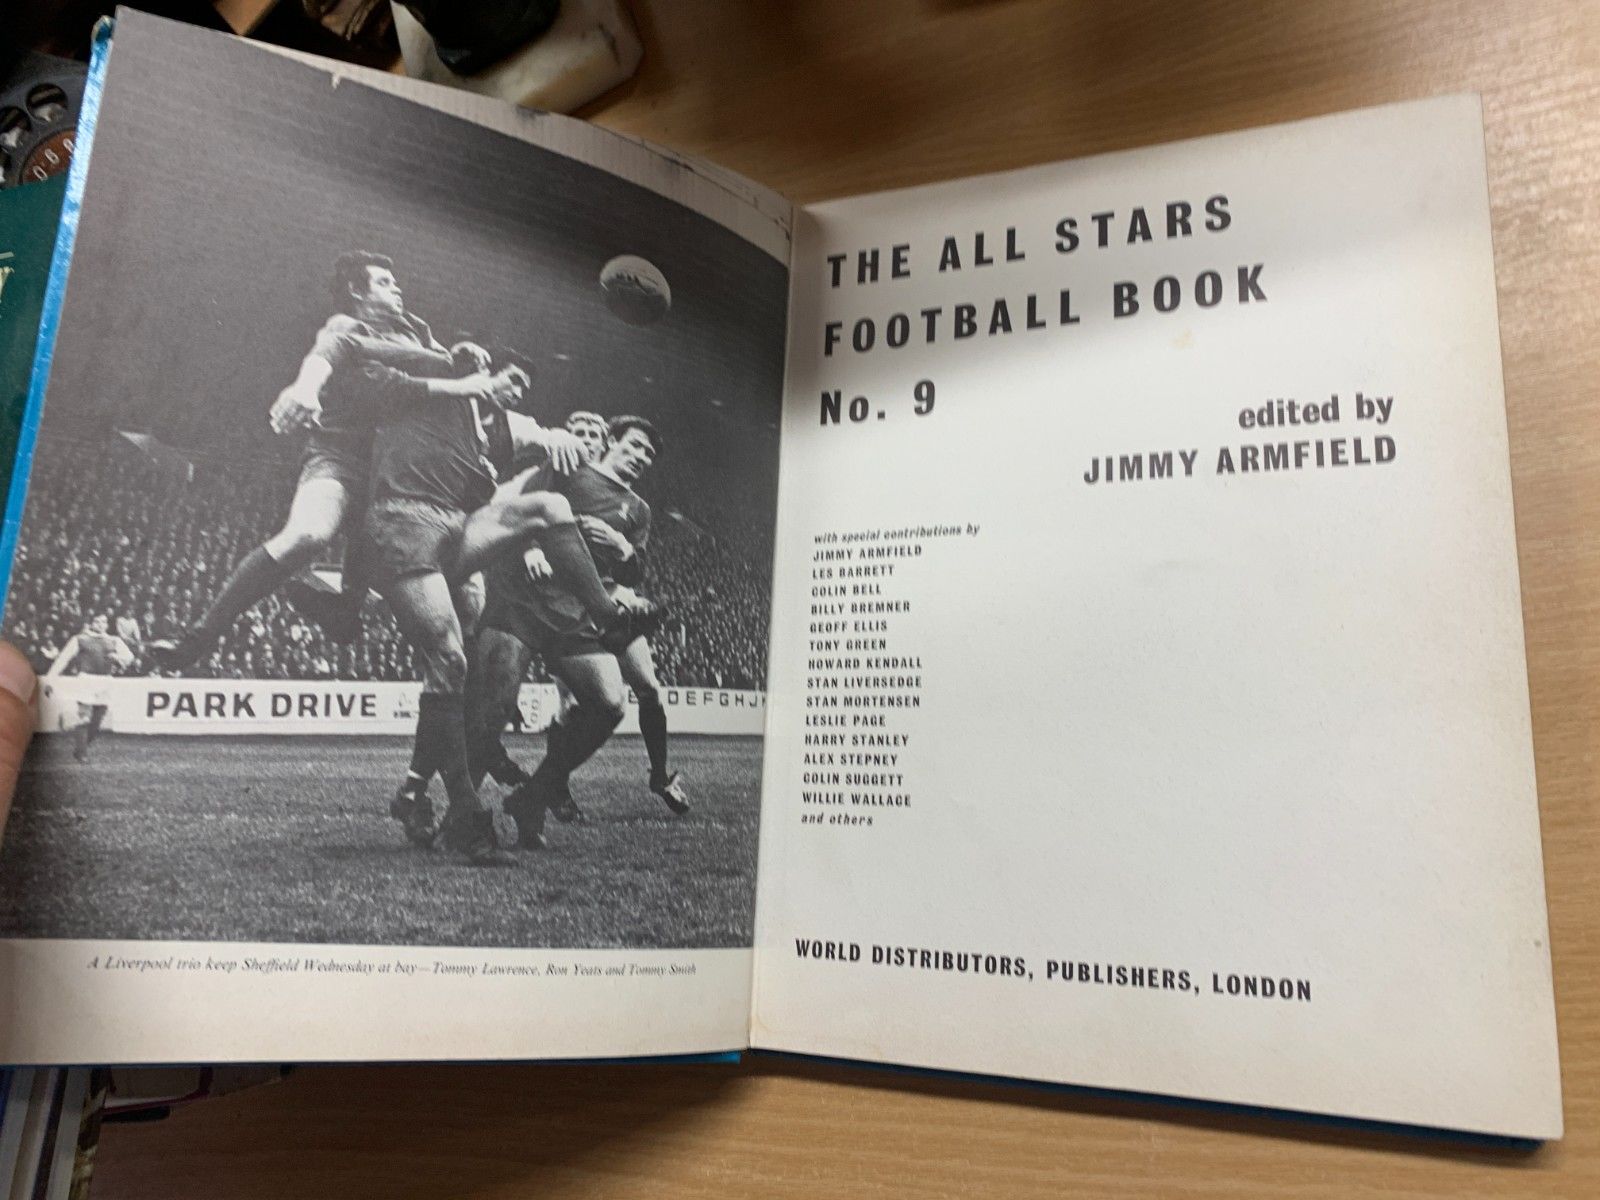 PARK DRIVE
DEFGHJ
A Liverpool trio keep Sheffield Wednesday at bay—Tommy Lawrence, Ron Yeats and Tommy Smith
THE ALL STARS
FOOTBALL BOOK
No. 9
edited by
JIMMY ARMFIELD
with special contributions by
JIMMY ARMFIELD
LES BARRETT
COLIN BELL
BILLY BREMNER
GEOFF ELLIS
TONY GREEN
HOWARD KENDALL
STAN LIVERSEDGE
STAN MORTENSEN
LESLIE PAGE
HARRY STANLEY
ALEX STEPNEY
COLIN SUGGETT
WILLIE WALLACE
and others
WORLD DISTRIBUTORS, PUBLISHERS, LONDON